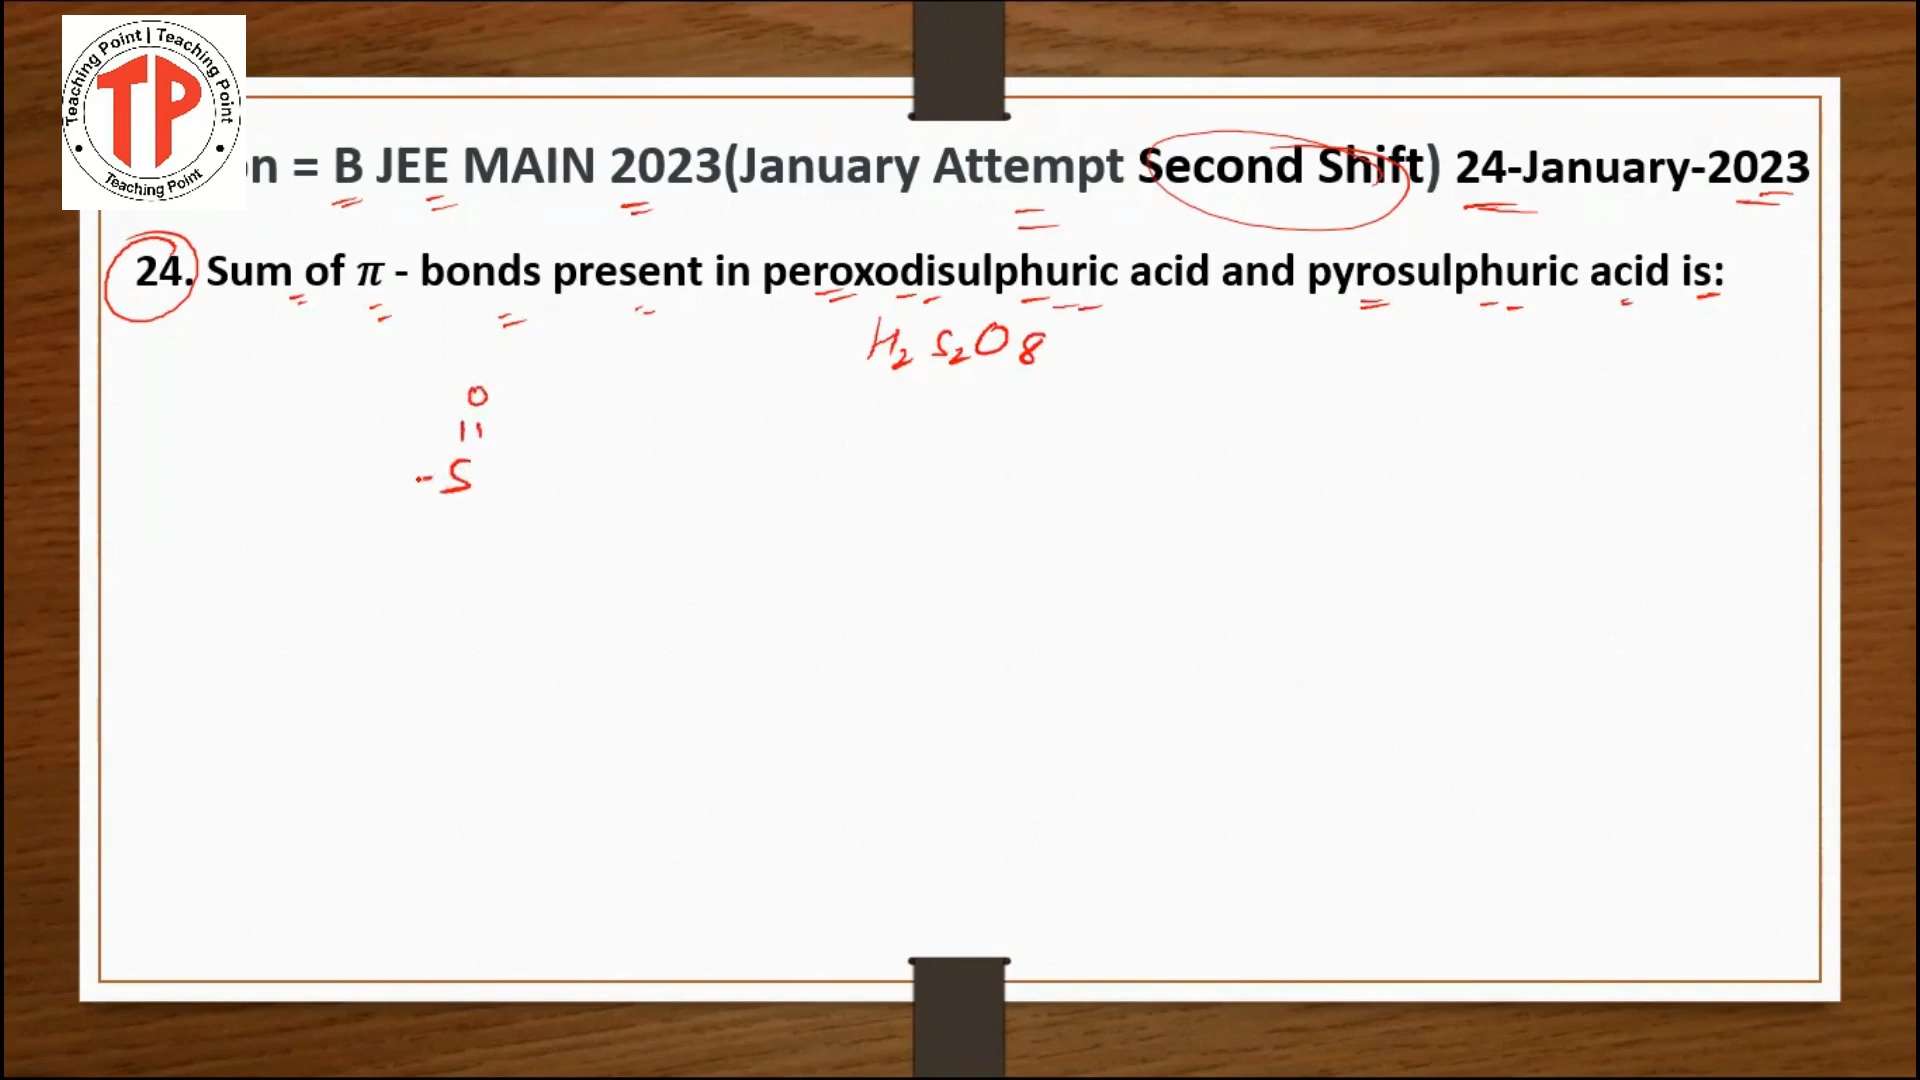 Teaching Point | Teaching Point
TP
Teaching Point
n = B JEE MAIN 2023(January Attempt Second Shift) 24-January-2023
24. Sum of 𝜋 - bonds present in peroxodisulphuric acid and pyrosulphuric acid is:
H₂ S₂O₈
O
||
-S